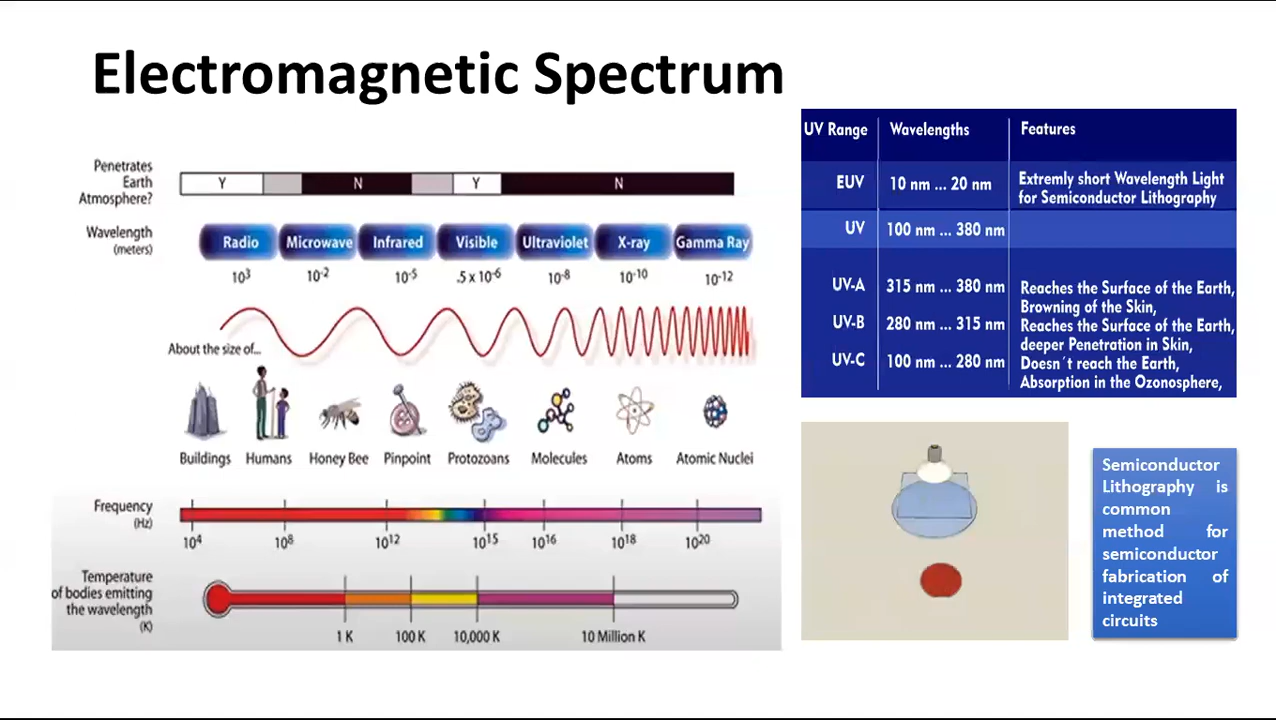 Electromagnetic Spectrum
Penetrates
Earth
Atmosphere?
Y
N
Y
N
Wavelength
(meters)
Radio
Microwave
Infrared
Visible
Ultraviolet
X-ray
Gamma Ray
10³
10⁻²
10⁻⁵
.5 x 10⁻⁶
10⁻⁸
10⁻¹⁰
10⁻¹²
About the size of...
Buildings
Humans
Honey Bee
Pinpoint
Protozoans
Molecules
Atoms
Atomic Nuclei
Frequency
(Hz)
10⁴
10⁸
10¹²
10¹⁵
10¹⁶
10¹⁸
10²⁰
Temperature
of bodies emitting
the wavelength
(K)
1 K
100 K
10,000 K
10 Million K
UV Range
Wavelengths
Features
EUV
10 nm ... 20 nm
Extremly short Wavelength Light
for Semiconductor Lithography
UV
100 nm ... 380 nm
UV-A
315 nm ... 380 nm
Reaches the Surface of the Earth,
Browning of the Skin,
UV-B
280 nm ... 315 nm
Reaches the Surface of the Earth,
deeper Penetration in Skin,
UV-C
100 nm ... 280 nm
Doesn´t reach the Earth,
Absorption in the Ozonosphere,
Semiconductor
Lithography is
common
method for
semiconductor
fabrication of
integrated
circuits